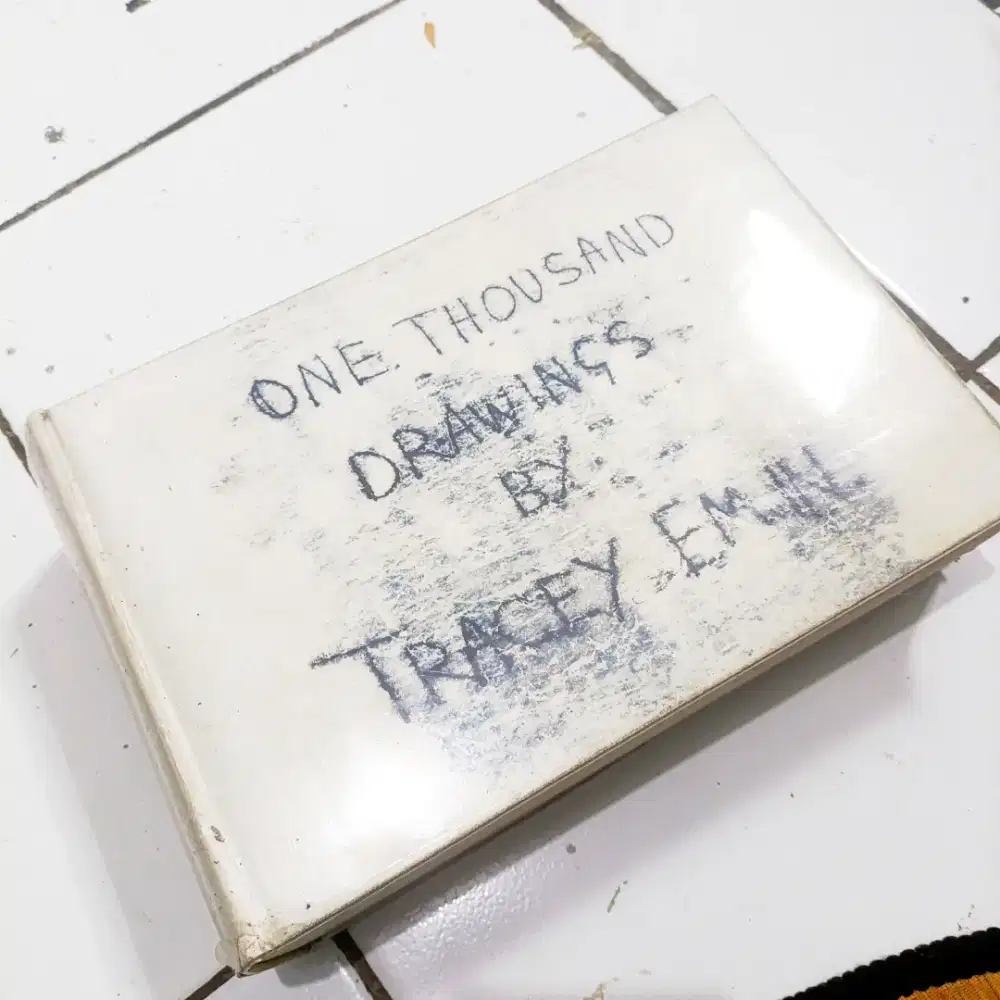 ONE THOUSAND
DRAWINGS
BY
TRACEY EMIN